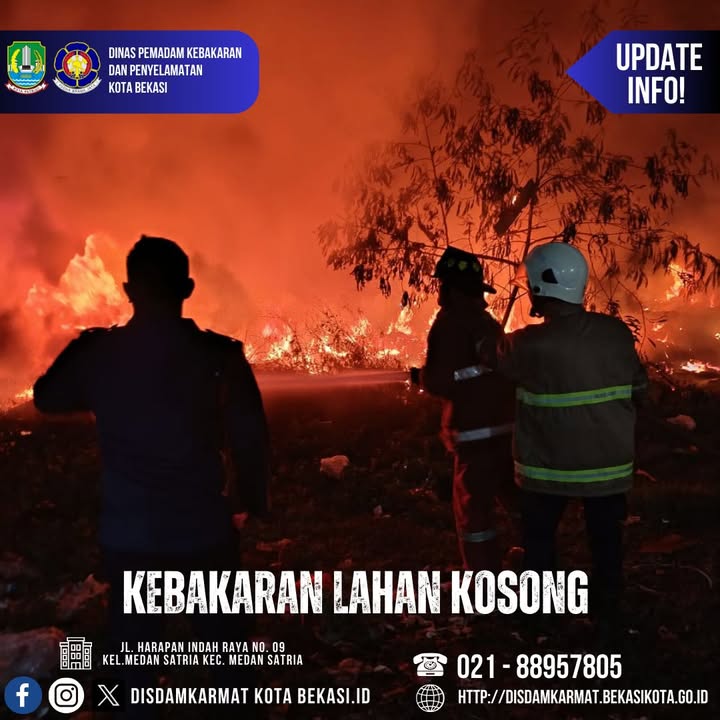 DINAS PEMADAM KEBAKARAN
DAN PENYELAMATAN
KOTA BEKASI
UPDATE
INFO!
KEBAKARAN LAHAN KOSONG
JL. HARAPAN INDAH RAYA NO. 09
KEL.MEDAN SATRIA KEC. MEDAN SATRIA
021 - 88957805
DISDAMKARMAT KOTA BEKASI.ID
HTTP://DISDAMKARMAT.BEKASIKOTA.GO.ID